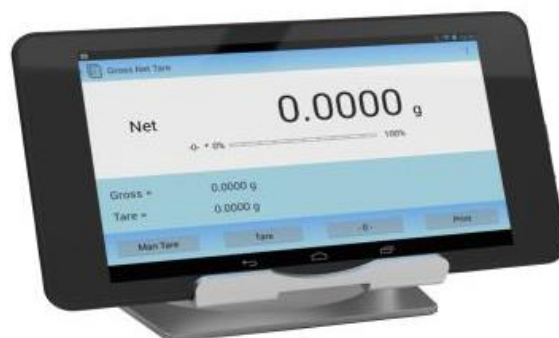 Gross Net Tare
Net 0.0000 g
-0- * 0% 100%
Gross = 0.0000 g
Tare = 0.0000 g
Man Tare Tare -0- Print